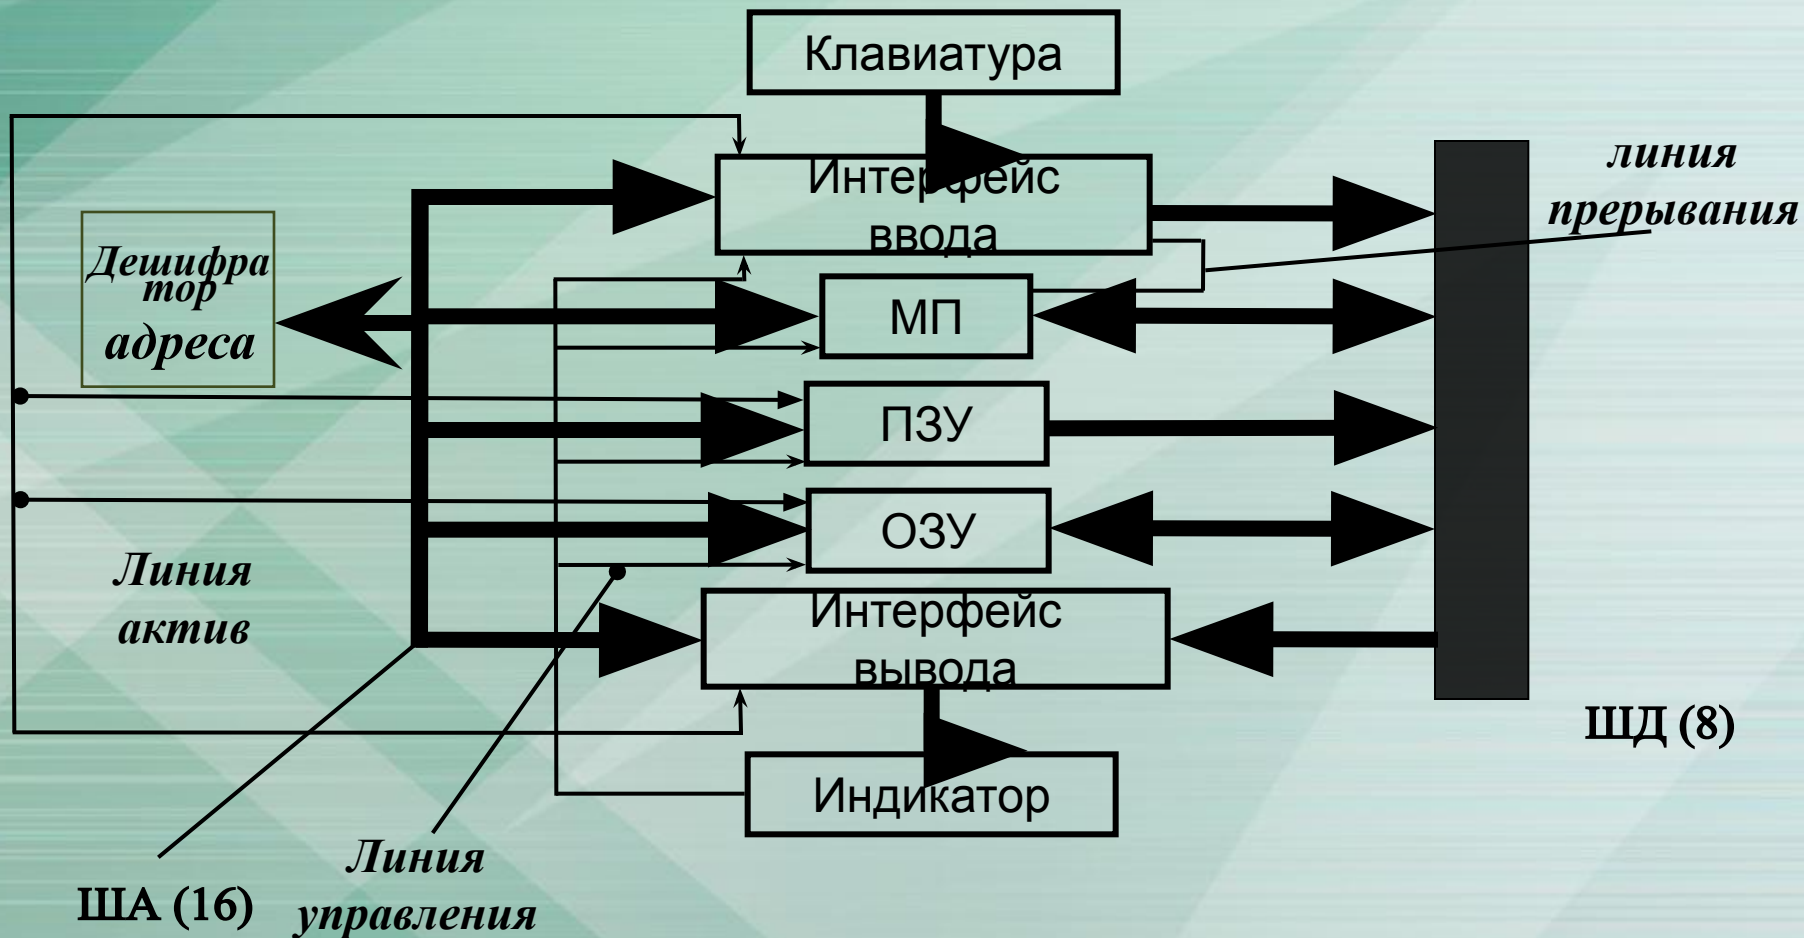 Клавиатура
Интерфейс
ввода
линия
прерывания
Дешифра
тор
адреса
МП
ПЗУ
ОЗУ
Линия
актив
Интерфейс
вывода
ШД (8)
Индикатор
Линия
управления
ША (16)